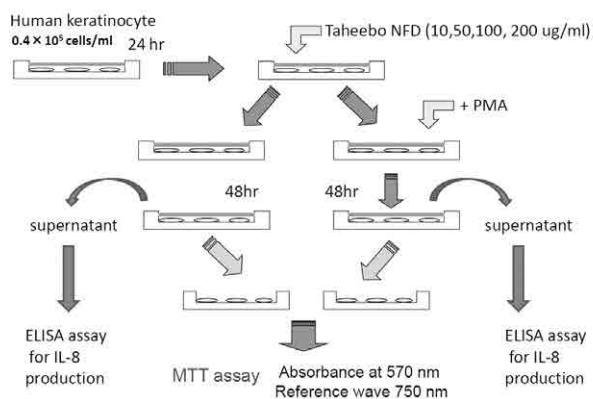 Human keratinocyte
0.4 × 10⁵ cells/ml
24 hr
Taheebo NFD (10,50,100, 200 ug/ml)
+ PMA
48hr
48hr
supernatant
supernatant
ELISA assay
for IL-8
production
MTT assay
Absorbance at 570 nm
Reference wave 750 nm
ELISA assay
for IL-8
production